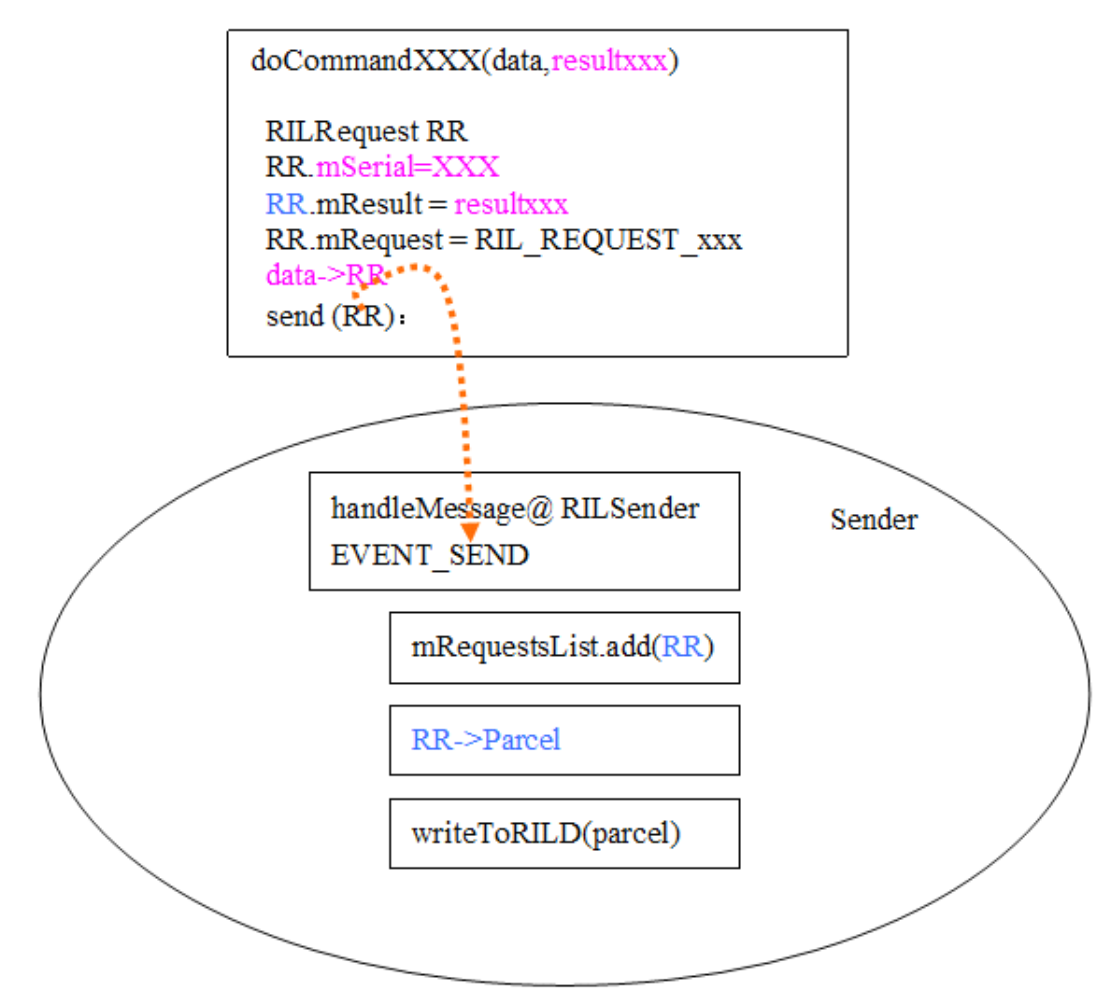 doCommandXXX(data,resultxxx)
RILRequest RR
RR.mSerial=XXX
RR.mResult = resultxxx
RR.mRequest = RIL_REQUEST_xxx
data->RR
send (RR)：
handleMessage@ RILSender
EVENT_SEND
Sender
mRequestsList.add(RR)
RR->Parcel
writeToRILD(parcel)